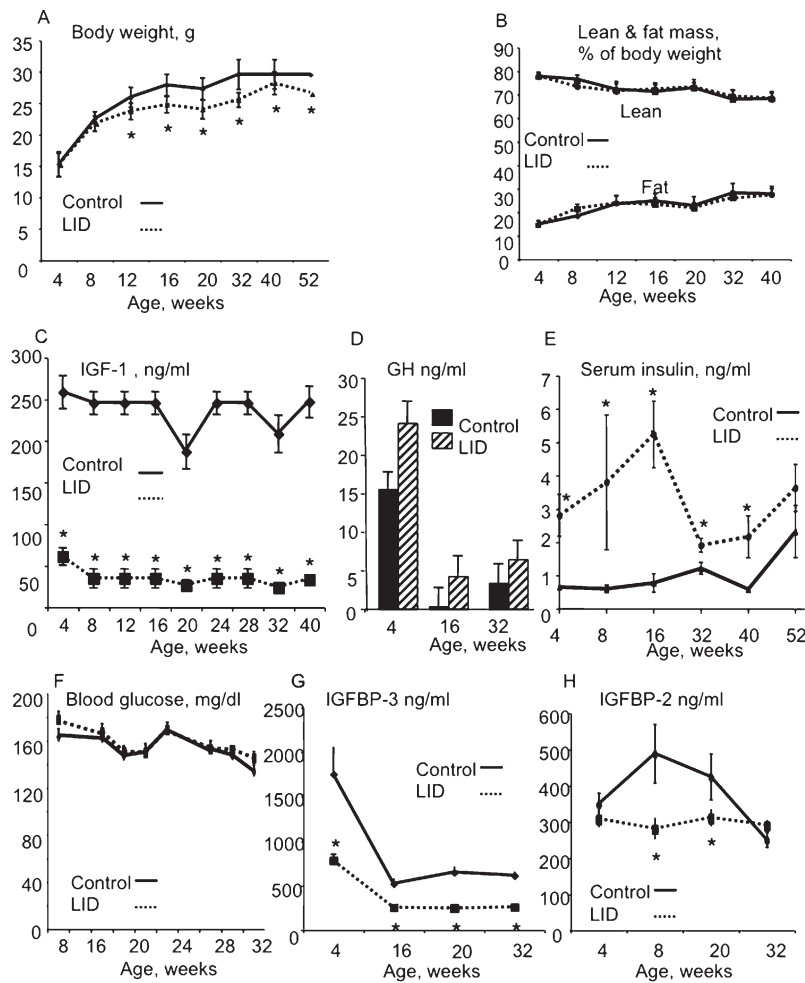 A
Body weight, g
35
30
25
20
15
10
5
0
Control
LID
*
*
*
*
*
*
4 8 12 16 20 32 40 52
Age, weeks
B
Lean & fat mass,
% of body weight
90
80
70
60
50
40
30
20
10
0
Lean
Control
LID
Fat
4 8 12 16 20 32 40
Age, weeks
C
IGF-1 , ng/ml
300
250
200
150
100
50
0
Control
LID
* * * * * * * * *
4 8 12 16 20 24 28 32 40
Age, weeks
D
GH ng/ml
30
25
20
15
10
5
0
Control
LID
4 16 32
Age, weeks
E
Serum insulin, ng/ml
7
6
5
4
3
2
1
0
Control
LID
* * * * *
4 8 16 32 40 52
Age, weeks
F
Blood glucose, mg/dl
200
160
160
120
80
40
0
Control
LID
8 16 20 24 28 32
Age, weeks
G
IGFBP-3 ng/ml
2500
2000
1500
1000
500
0
Control
LID
*
* * *
4 16 20 32
Age, weeks
H
IGFBP-2 ng/ml
600
500
400
300
200
100
0
* *
Control
LID
4 8 20 32
Age, weeks